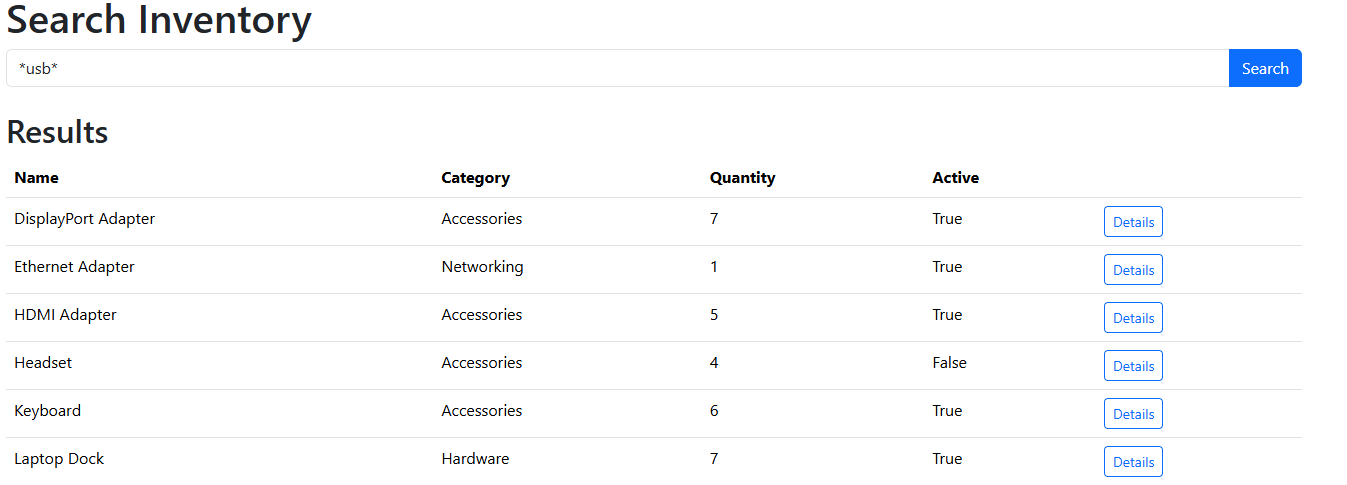 Search Inventory
*usb* Search
Results
Name Category Quantity Active
DisplayPort Adapter Accessories 7 True Details
Ethernet Adapter Networking 1 True Details
HDMI Adapter Accessories 5 True Details
Headset Accessories 4 False Details
Keyboard Accessories 6 True Details
Laptop Dock Hardware 7 True Details